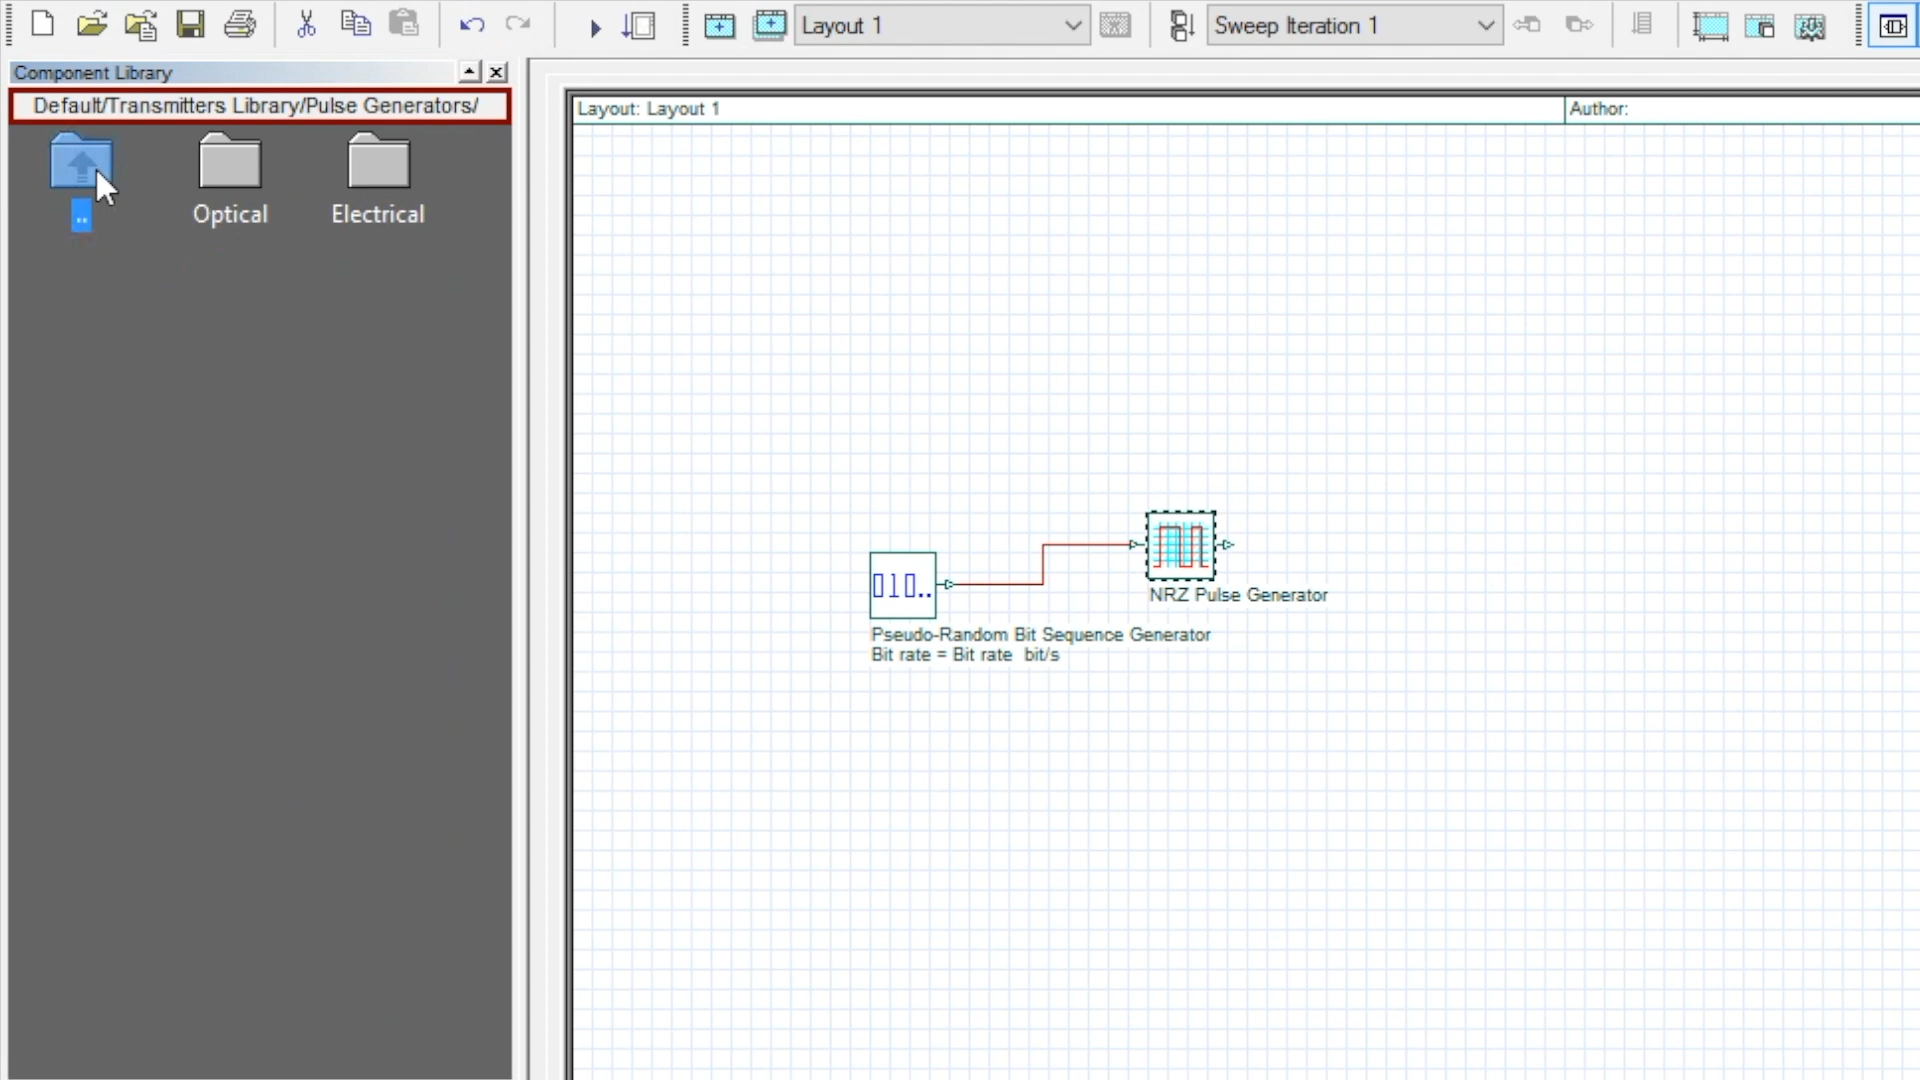 Layout 1
Sweep Iteration 1
Component Library
Default/Transmitters Library/Pulse Generators/
..
Optical
Electrical
Layout: Layout 1
Author:
NRZ Pulse Generator
Pseudo-Random Bit Sequence Generator
Bit rate = Bit rate  bit/s